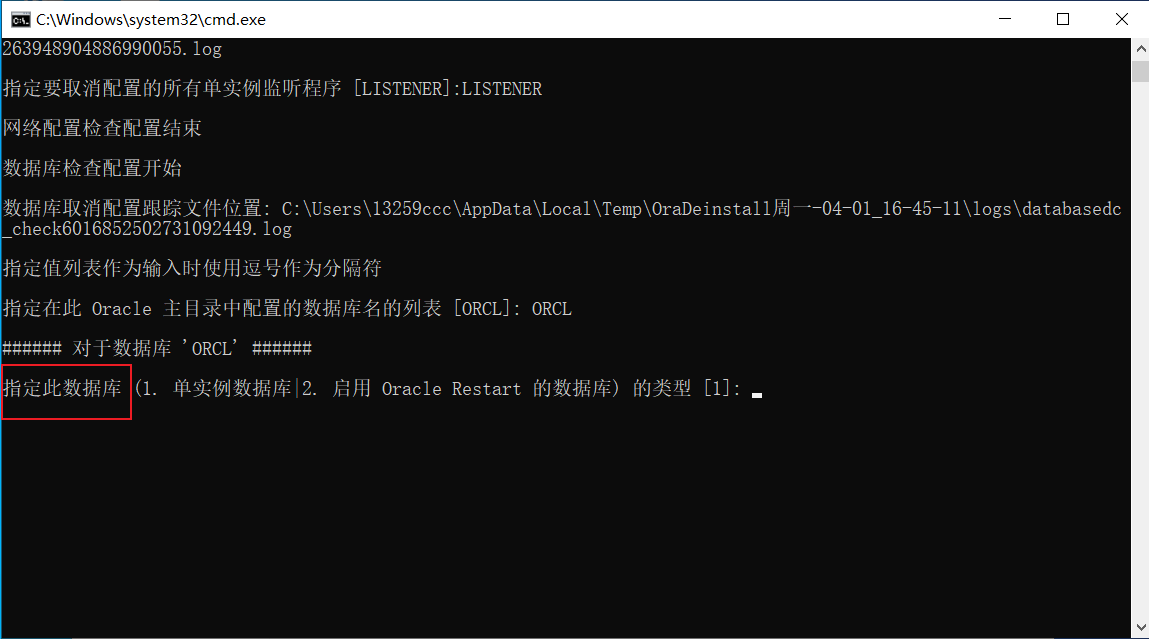 C:\Windows\system32\cmd.exe
263948904886990055.log
指定要取消配置的所有单实例监听程序 [LISTENER]:LISTENER
网络配置检查配置结束
数据库检查配置开始
数据库取消配置跟踪文件位置: C:\Users\13259ccc\AppData\Local\Temp\OraDeinstall周一-04-01_16-45-11\logs\databasedc
_check6016852502731092449.log
指定值列表作为输入时使用逗号作为分隔符
指定在此 Oracle 主目录中配置的数据库名的列表 [ORCL]: ORCL
###### 对于数据库 'ORCL' ######
指定此数据库 (1. 单实例数据库|2. 启用 Oracle Restart 的数据库) 的类型 [1]: